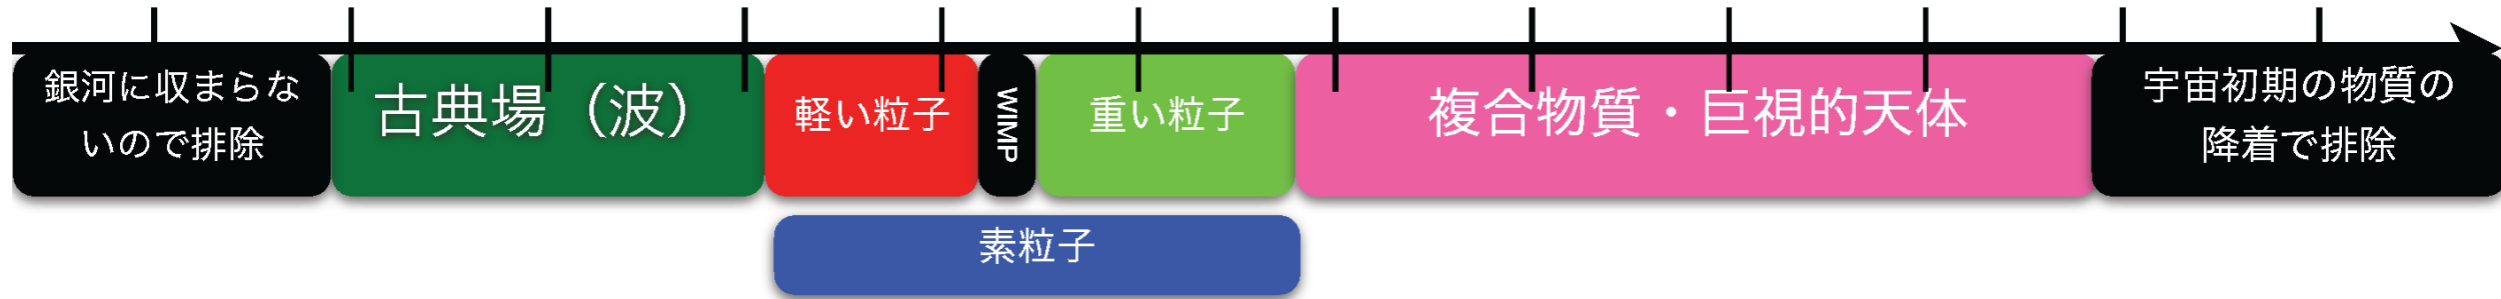 銀河に収まらな
いので排除
古典場（波）
軽い粒子
WIMP
重い粒子
複合物質・巨視的天体
宇宙初期の物質の
降着で排除
素粒子